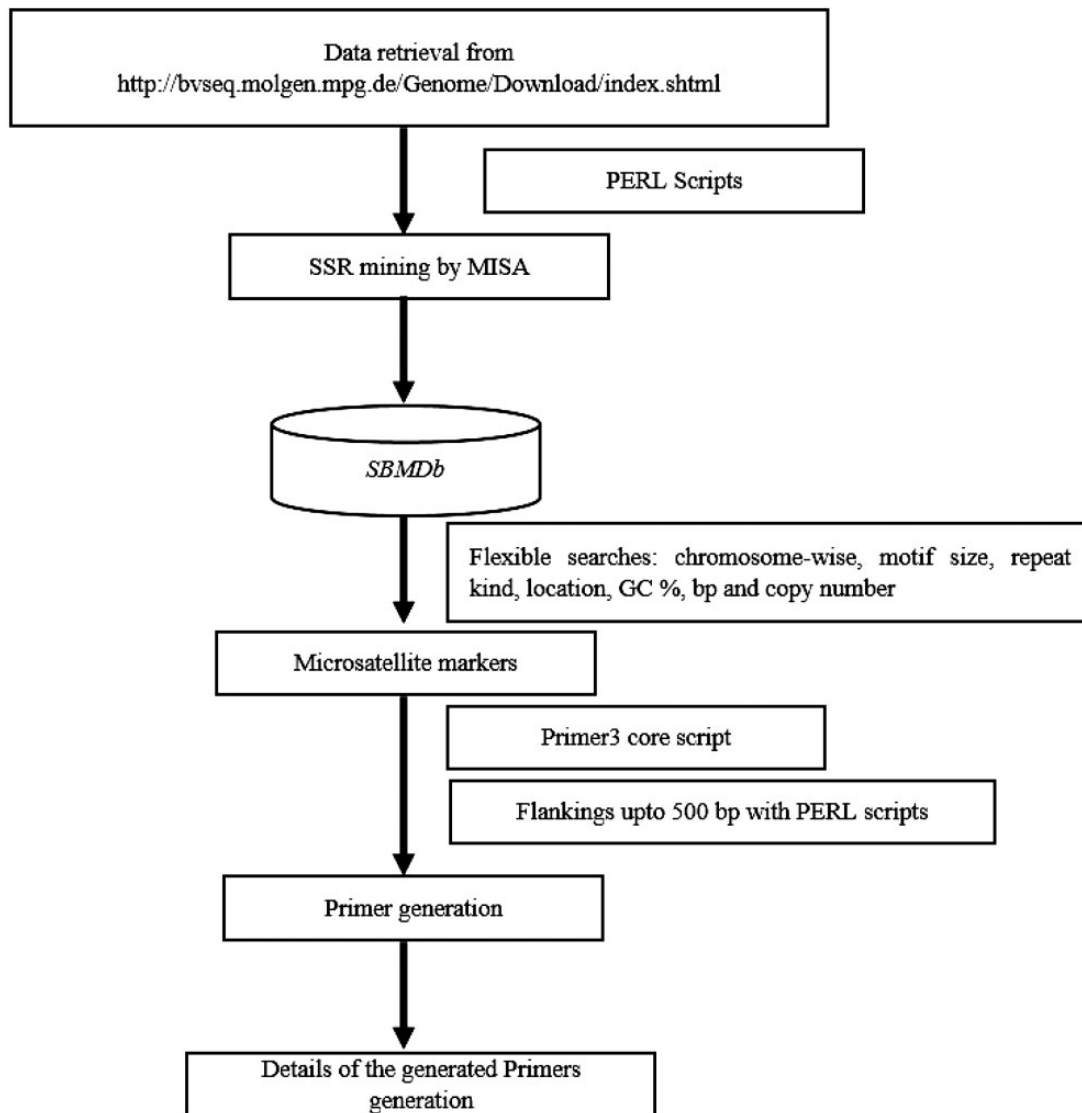 Data retrieval from
http://bvseq.molgen.mpg.de/Genome/Download/index.shtml
PERL Scripts
SSR mining by MISA
SBMDb
Flexible searches: chromosome-wise, motif size, repeat
kind, location, GC %, bp and copy number
Microsatellite markers
Primer3 core script
Flankings upto 500 bp with PERL scripts
Primer generation
Details of the generated Primers
generation